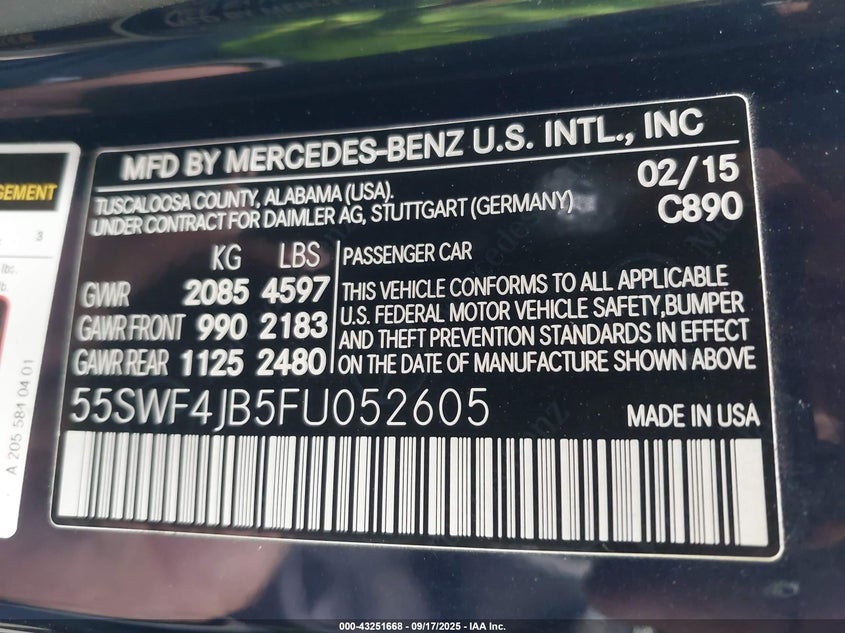 GEMENT
3
lbs.
lb.
A 205 584 04 01
MFD BY MERCEDES-BENZ U.S. INTL., INC
TUSCALOOSA COUNTY, ALABAMA (USA).
UNDER CONTRACT FOR DAIMLER AG, STUTTGART (GERMANY)
02/15
C890
KG LBS
GVWR 2085 4597
GAWR FRONT 990 2183
GAWR REAR 1125 2480
PASSENGER CAR
THIS VEHICLE CONFORMS TO ALL APPLICABLE
U.S. FEDERAL MOTOR VEHICLE SAFETY,BUMPER
AND THEFT PREVENTION STANDARDS IN EFFECT
ON THE DATE OF MANUFACTURE SHOWN ABOVE
55SWF4JB5FU052605
MADE IN USA
000-43251668 - 09/17/2025 - IAA Inc.